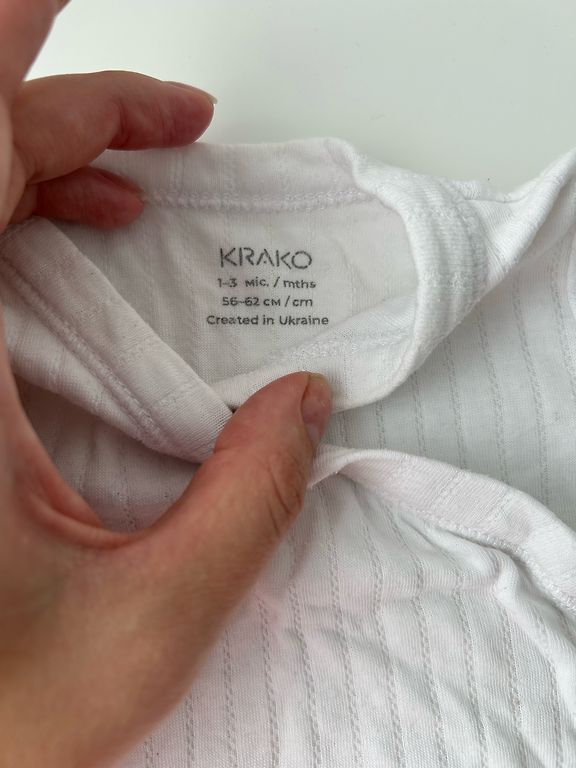 KRAKO
1-3 міс. / mths
56-62 см / cm
Created in Ukraine